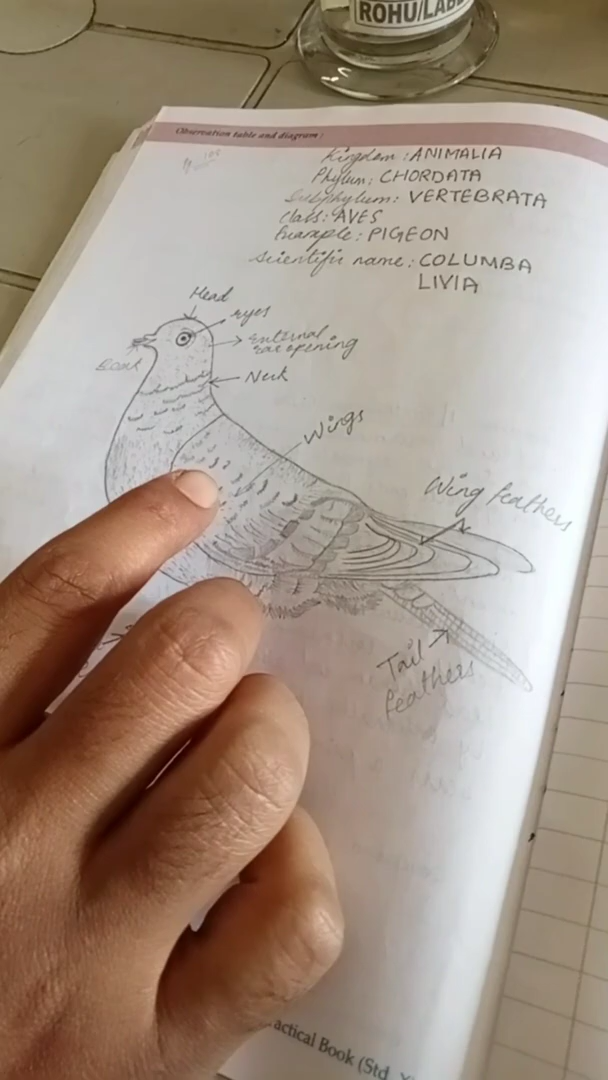 ROHU/LABE
Observation table and diagram :
Kingdom : ANIMALIA
Phylum : CHORDATA
Subphylum : VERTEBRATA
Class : AVES
Example : PIGEON
Scientific name : COLUMBA
LIVIA
Head
eyes
External
ear opening
Beak
Neck
Wings
Wing feathers
Tail
feathers
actical Book (Std.